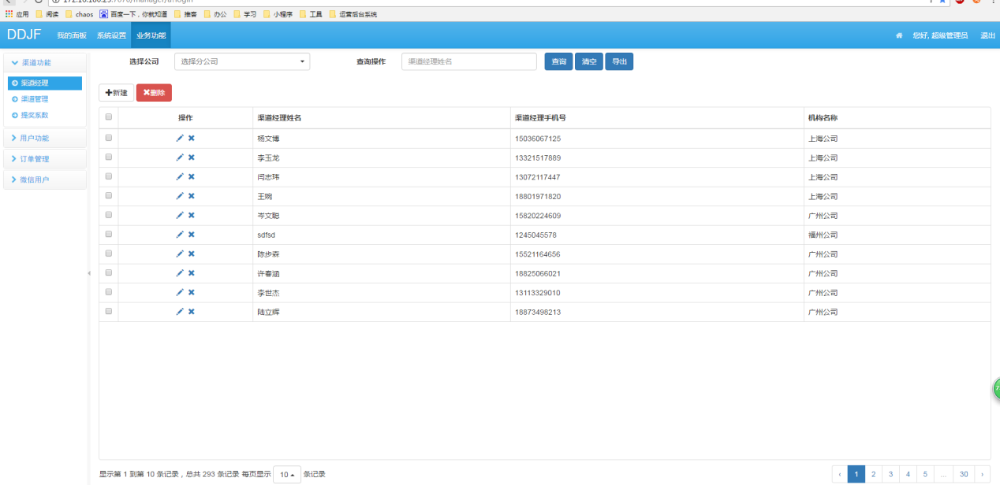 应用 阅读 chaos 百度一下，你就知道 推客 办公 学习 小程序 工具 运营后台系统
DDJF 我的面板 系统设置 业务功能 您好, 超级管理员 退出
渠道功能 选择公司 选择分公司 查询操作 渠道经理姓名 查询 清空 导出
渠道经理
新建 删除
渠道管理
提奖系数
操作 渠道经理姓名 渠道经理手机号 机构名称
用户功能
杨文博 15036067125 上海公司
订单管理
李玉龙 13321517889 上海公司
微信用户
闫志玮 13072117447 上海公司
王婉 18801971820 上海公司
岑文聪 15820224609 广州公司
sdfsd 1245045578 福州公司
陈步森 15521164656 广州公司
许春涵 18825066021 广州公司
李世杰 13113329010 广州公司
陆立辉 18873498213 广州公司
显示第 1 到第 10 条记录，总共 293 条记录 每页显示 10 条记录 ‹ 1 2 3 4 5 ... 30 ›